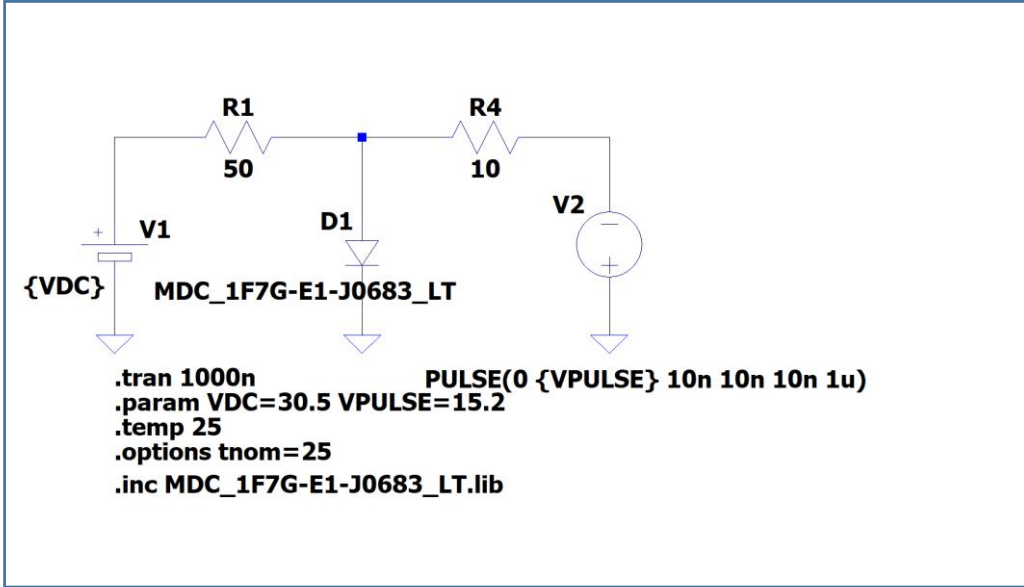 R1
R4
50
10
V2
+
V1
D1
{VDC}
MDC_1F7G-E1-J0683_LT
.tran 1000n
PULSE(0 {VPULSE} 10n 10n 10n 1u)
.param VDC=30.5 VPULSE=15.2
.temp 25
.options tnom=25
.inc MDC_1F7G-E1-J0683_LT.lib